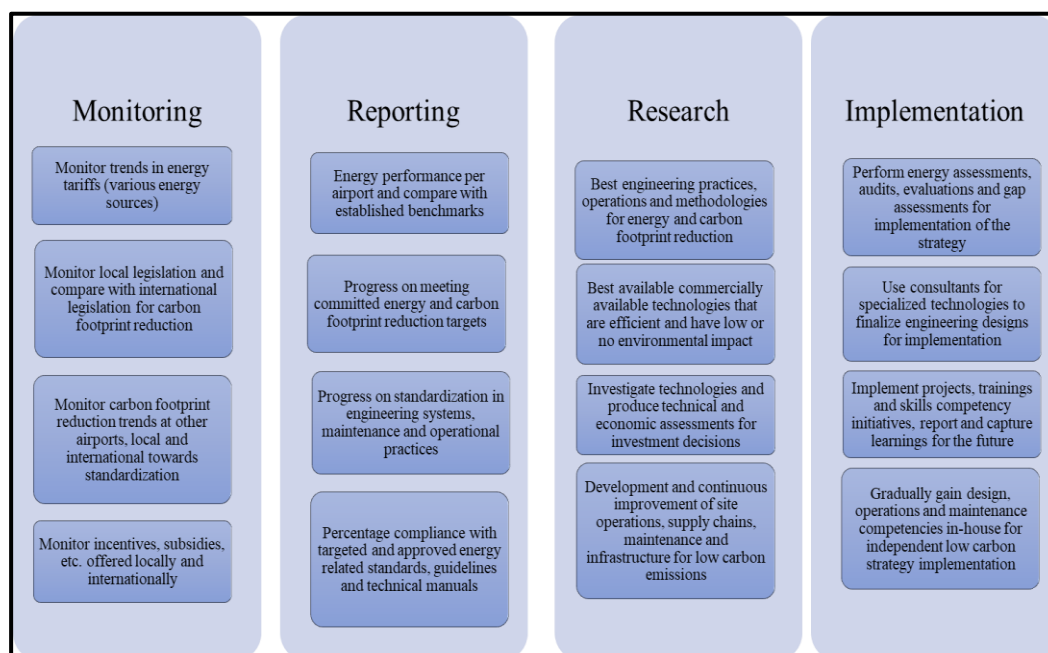 Monitoring
Monitor trends in energy
tariffs (various energy
sources)
Monitor local legislation and
compare with international
legislation for carbon
footprint reduction
Monitor carbon footprint
reduction trends at other
airports, local and
international towards
standardization
Monitor incentives, subsidies,
etc. offered locally and
internationally
Reporting
Energy performance per
airport and compare with
established benchmarks
Progress on meeting
committed energy and carbon
footprint reduction targets
Progress on standardization in
engineering systems,
maintenance and operational
practices
Percentage compliance with
targeted and approved energy
related standards, guidelines
and technical manuals
Research
Best engineering practices,
operations and methodologies
for energy and carbon
footprint reduction
Best available commercially
available technologies that
are efficient and have low or
no environmental impact
Investigate technologies and
produce technical and
economic assessments for
investment decisions
Development and continuous
improvement of site
operations, supply chains,
maintenance and
infrastructure for low carbon
emissions
Implementation
Perform energy assessments,
audits, evaluations and gap
assessments for
implementation of the
strategy
Use consultants for
specialized technologies to
finalize engineering designs
for implementation
Implement projects, trainings
and skills competency
initiatives, report and capture
learnings for the future
Gradually gain design,
operations and maintenance
competencies in-house for
independent low carbon
strategy implementation